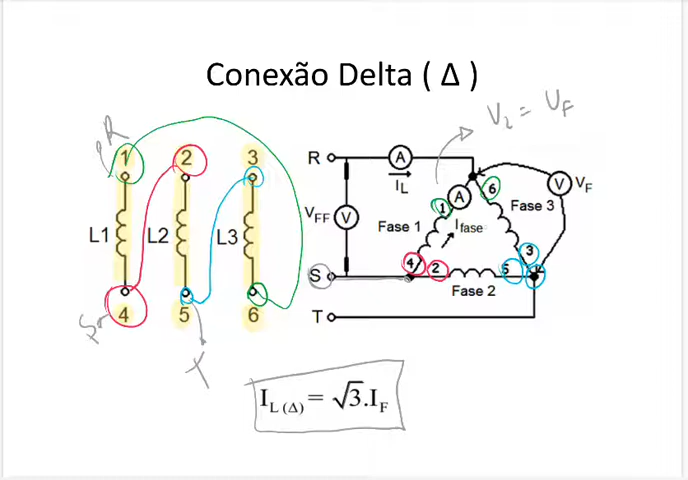 Conexão Delta ( Δ )
V_L = V_F
R
1
2
3
L1
L2
L3
4
5
6
S
T
R
A
I_L
V_FF
V
Fase 1
1
A
6
I_fase
Fase 3
V
V_F
4
2
5
3
S
Fase 2
T
I_L (Δ) = √3.I_F